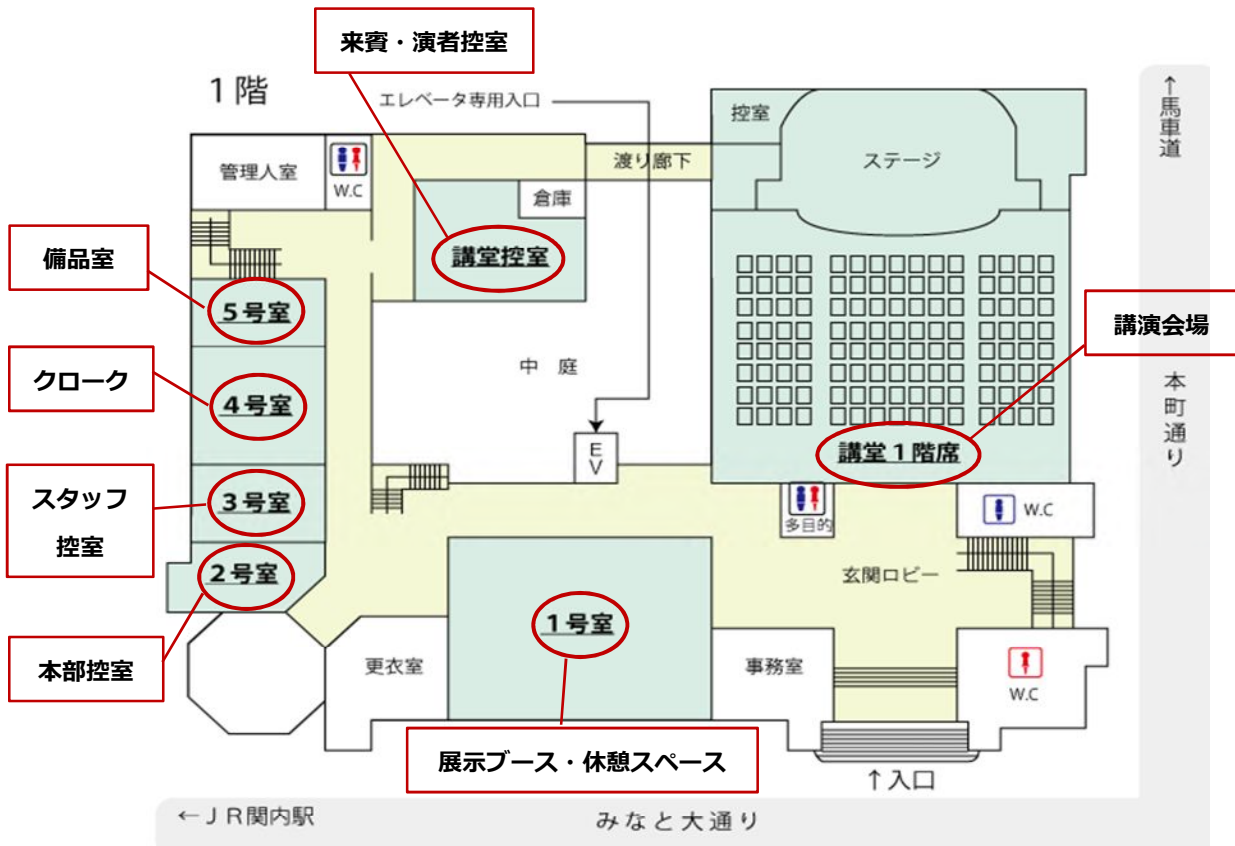 来賓・演者控室
1階
エレベータ専用入口
↑馬車道
控室
ステージ
渡り廊下
管理人室
W.C
倉庫
備品室
講堂控室
5号室
講演会場
クローク
中 庭
4号室
本町通り
EV
講堂1階席
スタッフ
控室
3号室
多目的
W.C
2号室
玄関ロビー
1号室
本部控室
更衣室
事務室
W.C
展示ブース・休憩スペース
↑入口
←JR関内駅
みなと大通り